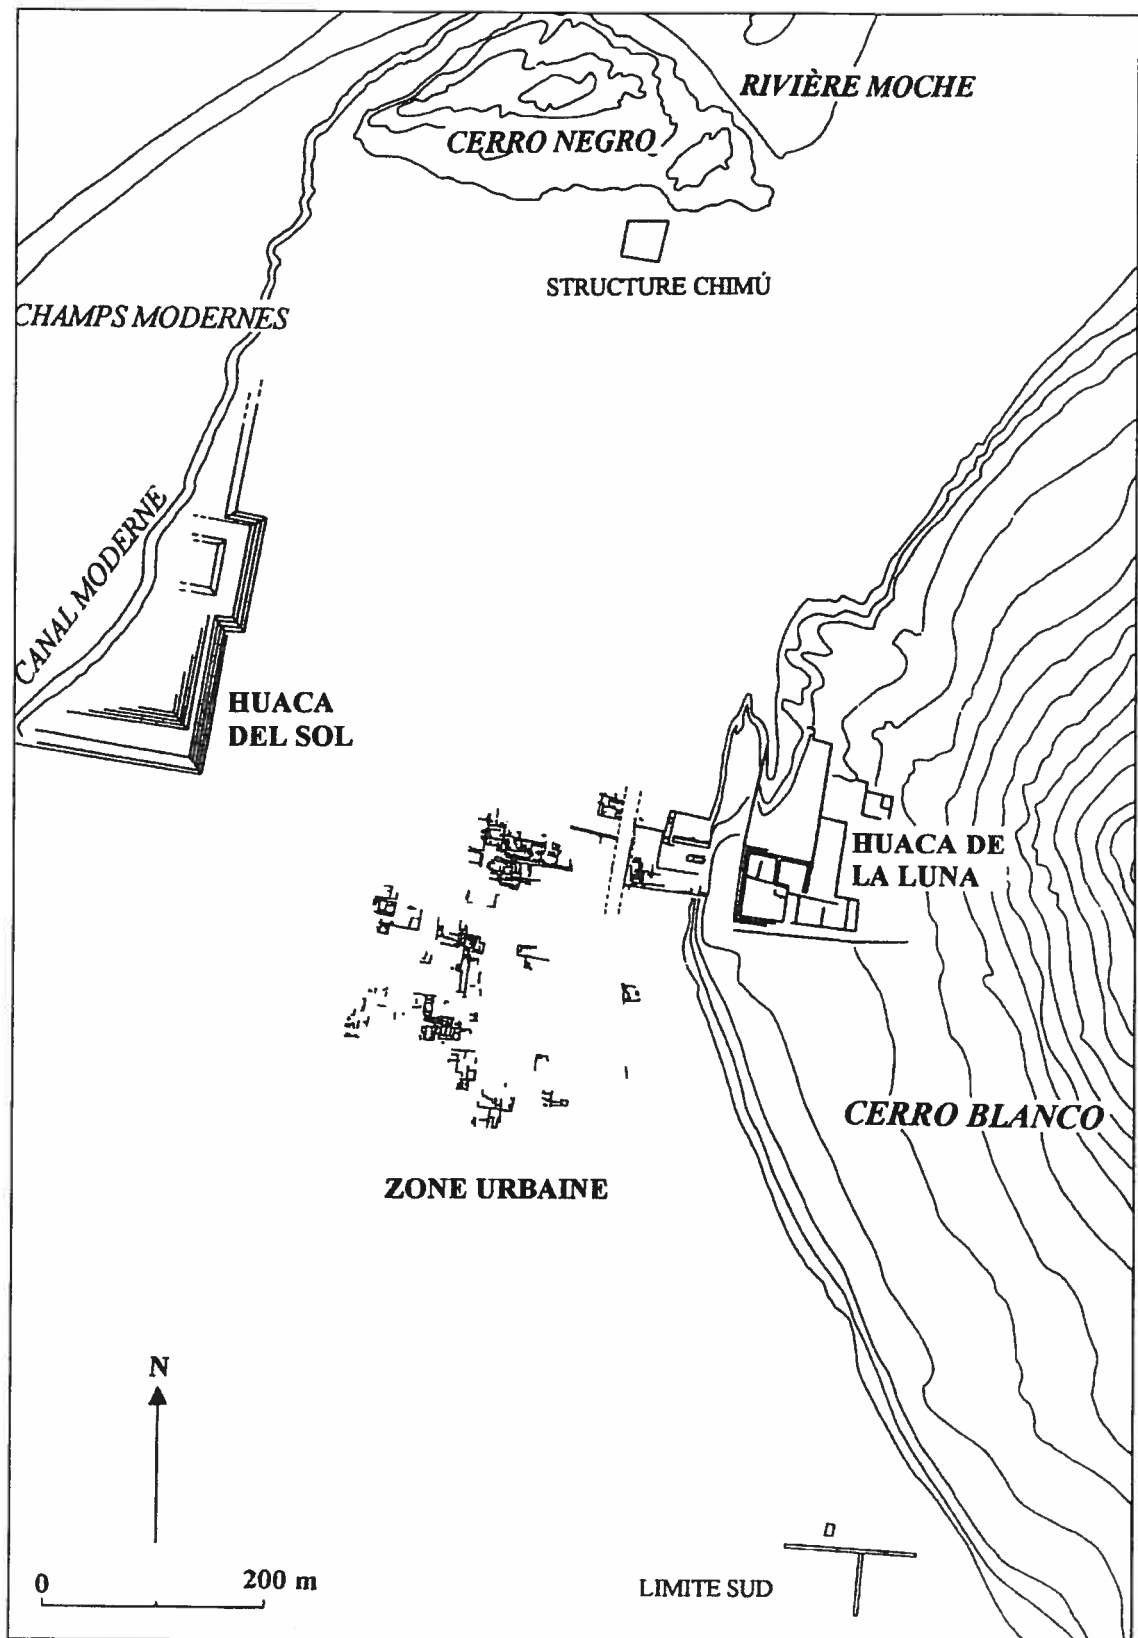 RIVIÈRE MOCHE
CERRO NEGRO
STRUCTURE CHIMÚ
CHAMPS MODERNES
CANAL MODERNE
HUACA
DEL SOL
HUACA DE
LA LUNA
CERRO BLANCO
ZONE URBAINE
N
0 200 m
LIMITE SUD